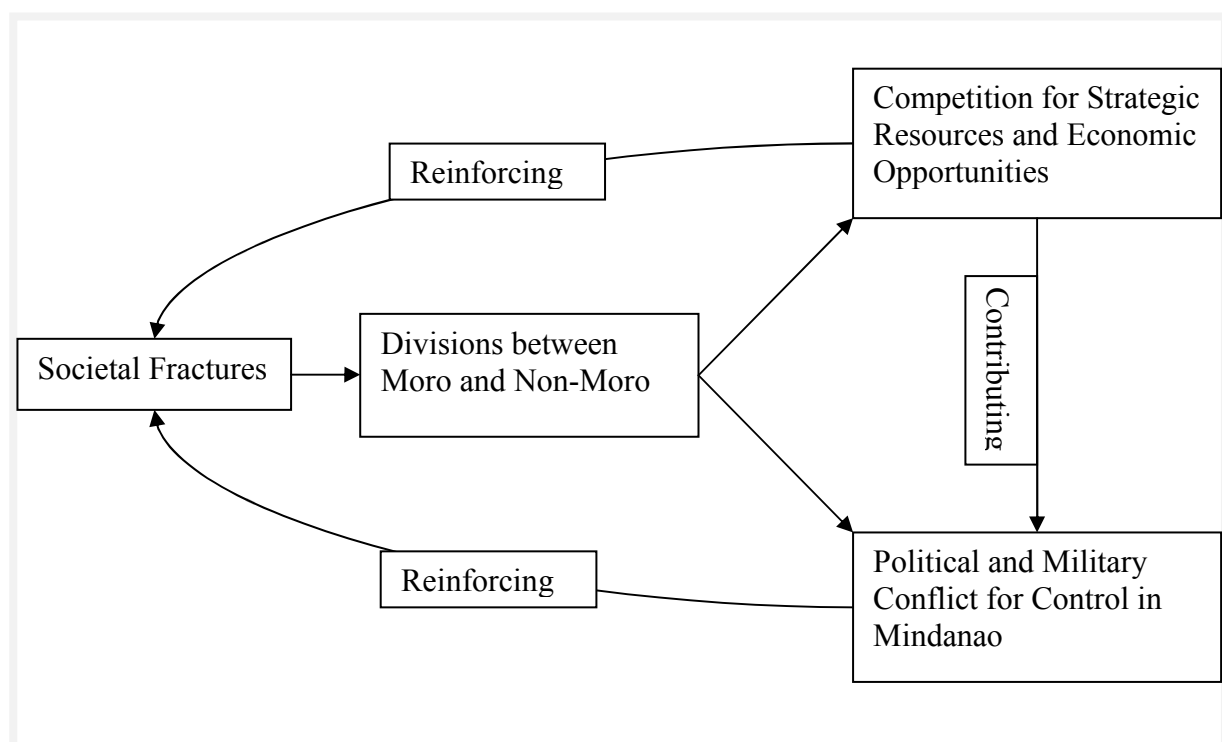 Competition for Strategic
Resources and Economic
Opportunities
Reinforcing
Contributing
Societal Fractures
Divisions between
Moro and Non-Moro
Reinforcing
Political and Military
Conflict for Control in
Mindanao